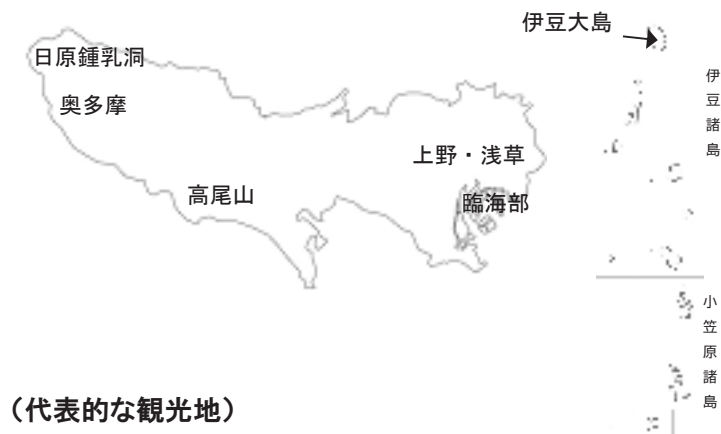 伊豆大島
日原鍾乳洞
奥多摩
伊豆諸島
上野・浅草
高尾山
臨海部
小笠原諸島
（代表的な観光地）